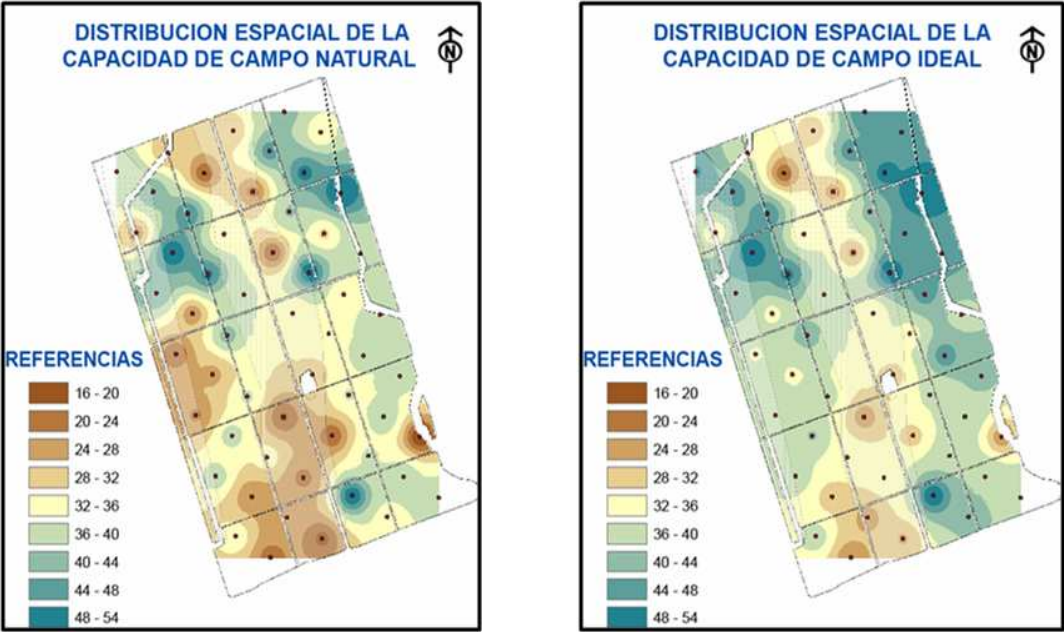 DISTRIBUCION ESPACIAL DE LA
CAPACIDAD DE CAMPO NATURAL
N
REFERENCIAS
16 - 20
20 - 24
24 - 28
28 - 32
32 - 36
36 - 40
40 - 44
44 - 48
48 - 54
DISTRIBUCION ESPACIAL DE LA
CAPACIDAD DE CAMPO IDEAL
N
REFERENCIAS
16 - 20
20 - 24
24 - 28
28 - 32
32 - 36
36 - 40
40 - 44
44 - 48
48 - 54